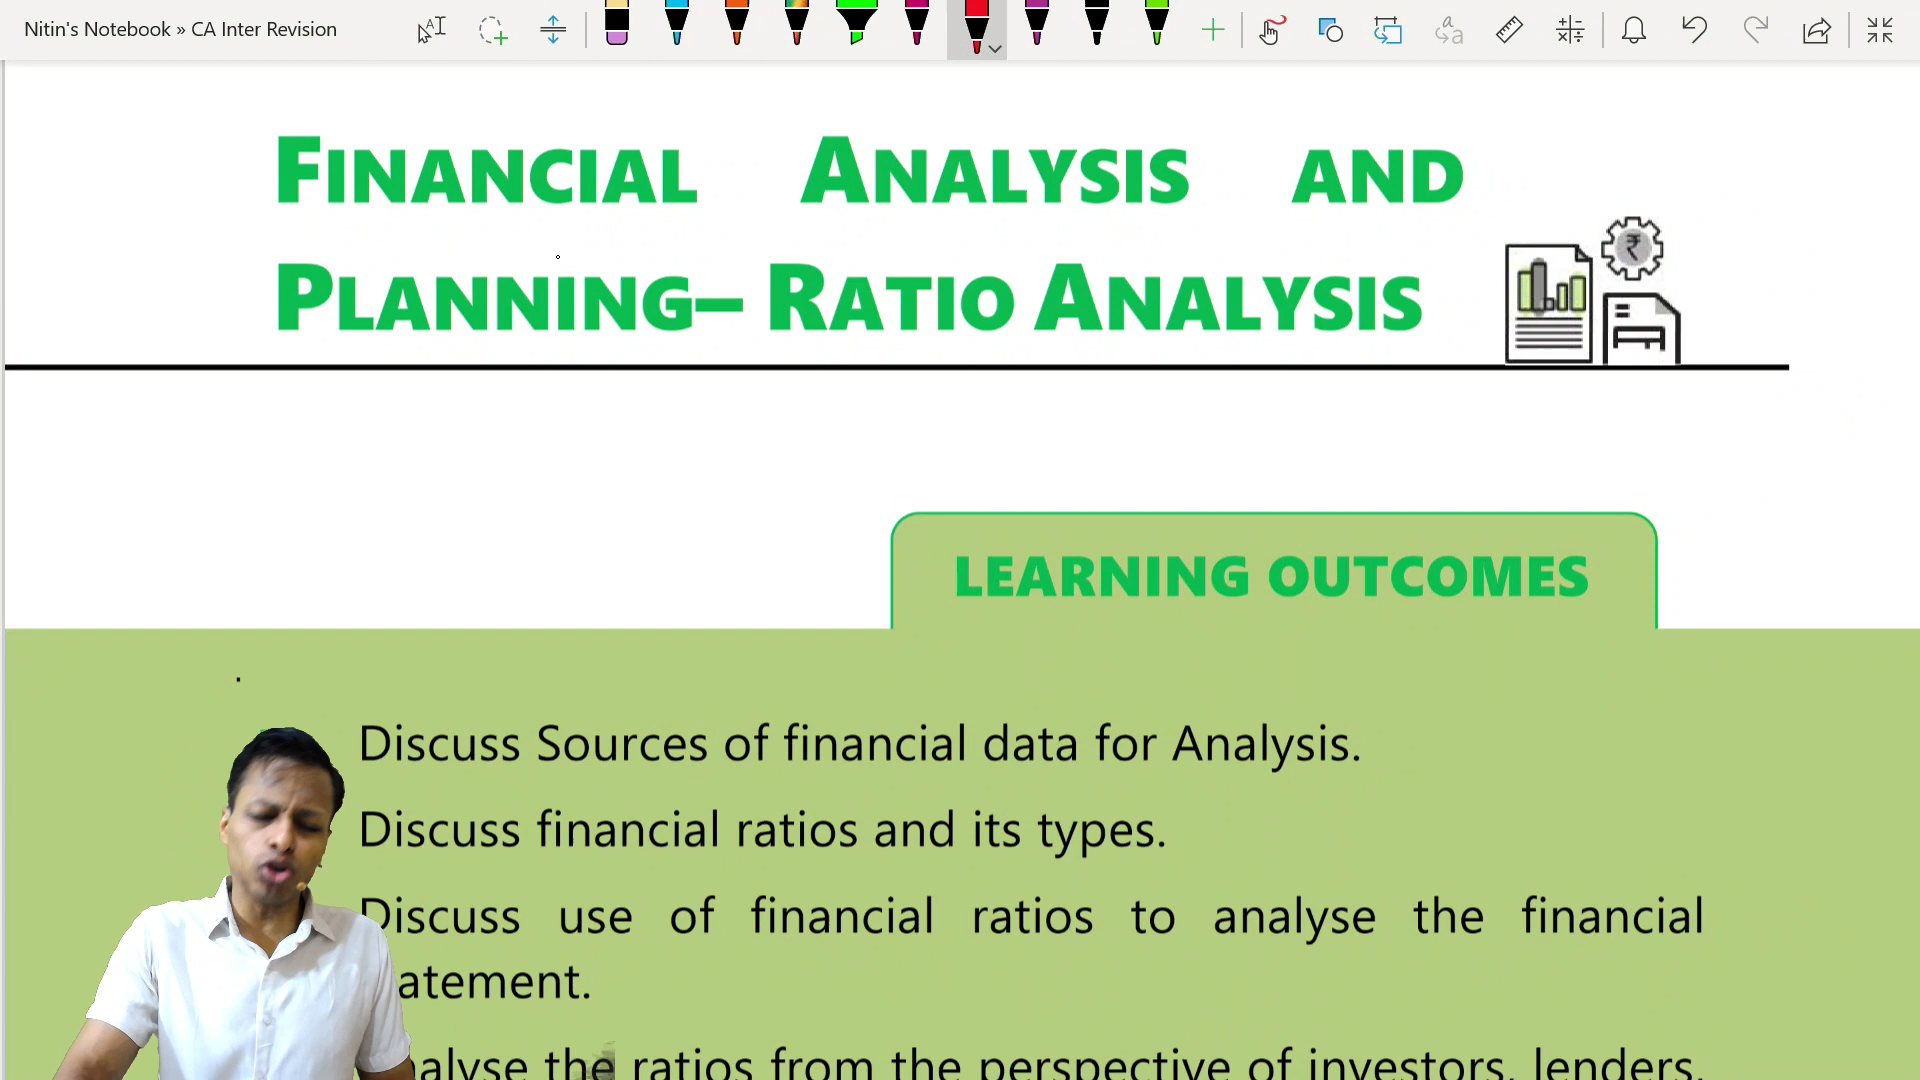 Nitin's Notebook » CA Inter Revision
FINANCIAL ANALYSIS AND
PLANNING– RATIO ANALYSIS
LEARNING OUTCOMES
Discuss Sources of financial data for Analysis.
Discuss financial ratios and its types.
Discuss use of financial ratios to analyse the financial
atement.
nalyse the ratios from the perspective of investors, lenders,